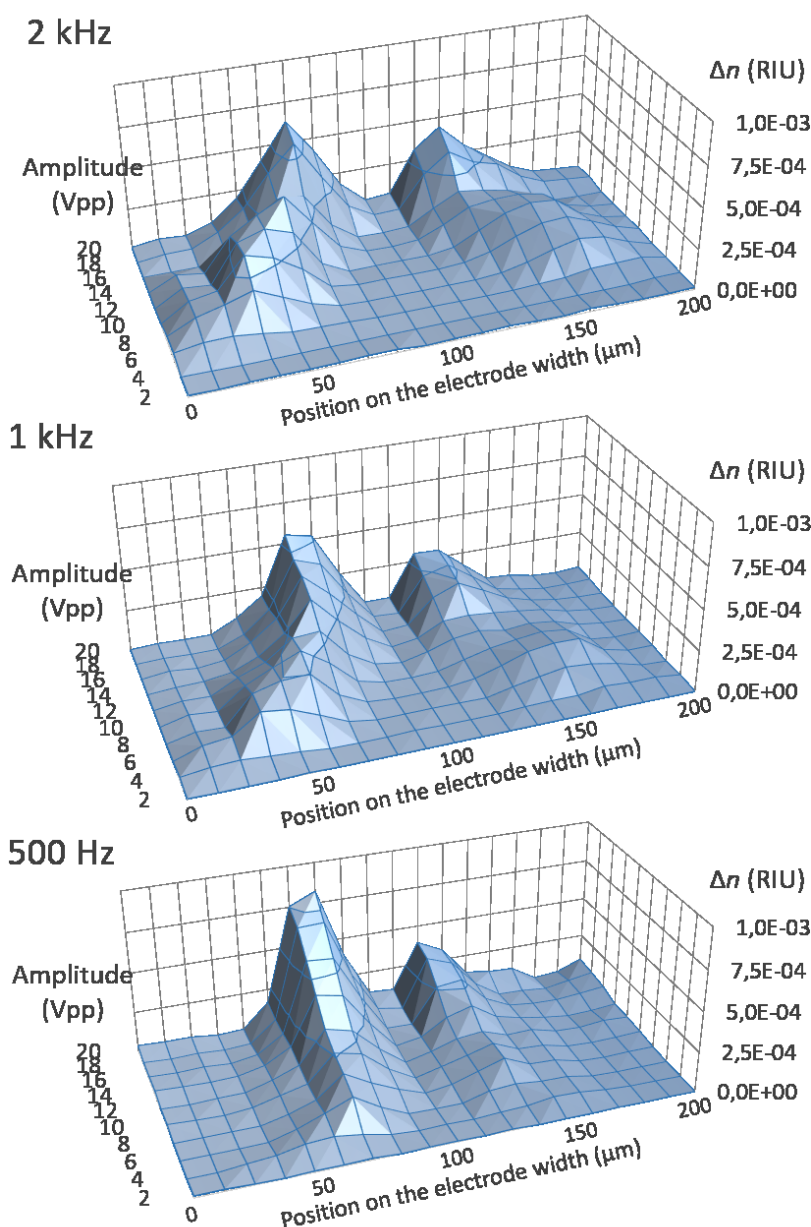 2 kHz
Δn (RIU)
1,0E-03
7,5E-04
5,0E-04
2,5E-04
0,0E+00
Amplitude
(Vpp)
20
18
16
14
12
10
8
6
4
2
0
50
100
150
200
Position on the electrode width (μm)
1 kHz
Δn (RIU)
1,0E-03
7,5E-04
5,0E-04
2,5E-04
0,0E+00
Amplitude
(Vpp)
20
18
16
14
12
10
8
6
4
2
0
50
100
150
200
Position on the electrode width (μm)
500 Hz
Δn (RIU)
1,0E-03
7,5E-04
5,0E-04
2,5E-04
0,0E+00
Amplitude
(Vpp)
20
18
16
14
12
10
8
6
4
2
0
50
100
150
200
Position on the electrode width (μm)